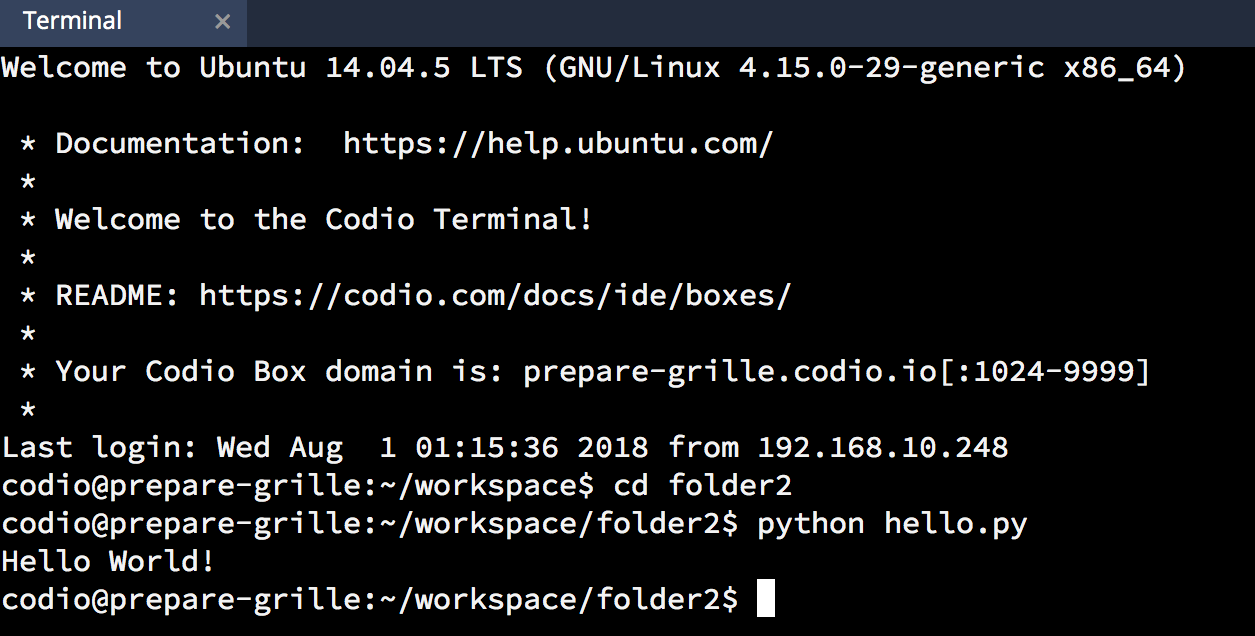 Terminal ×
Welcome to Ubuntu 14.04.5 LTS (GNU/Linux 4.15.0-29-generic x86_64)
* Documentation:  https://help.ubuntu.com/
*
* Welcome to the Codio Terminal!
*
* README: https://codio.com/docs/ide/boxes/
*
* Your Codio Box domain is: prepare-grille.codio.io[:1024-9999]
*
Last login: Wed Aug  1 01:15:36 2018 from 192.168.10.248
codio@prepare-grille:~/workspace$ cd folder2
codio@prepare-grille:~/workspace/folder2$ python hello.py
Hello World!
codio@prepare-grille:~/workspace/folder2$